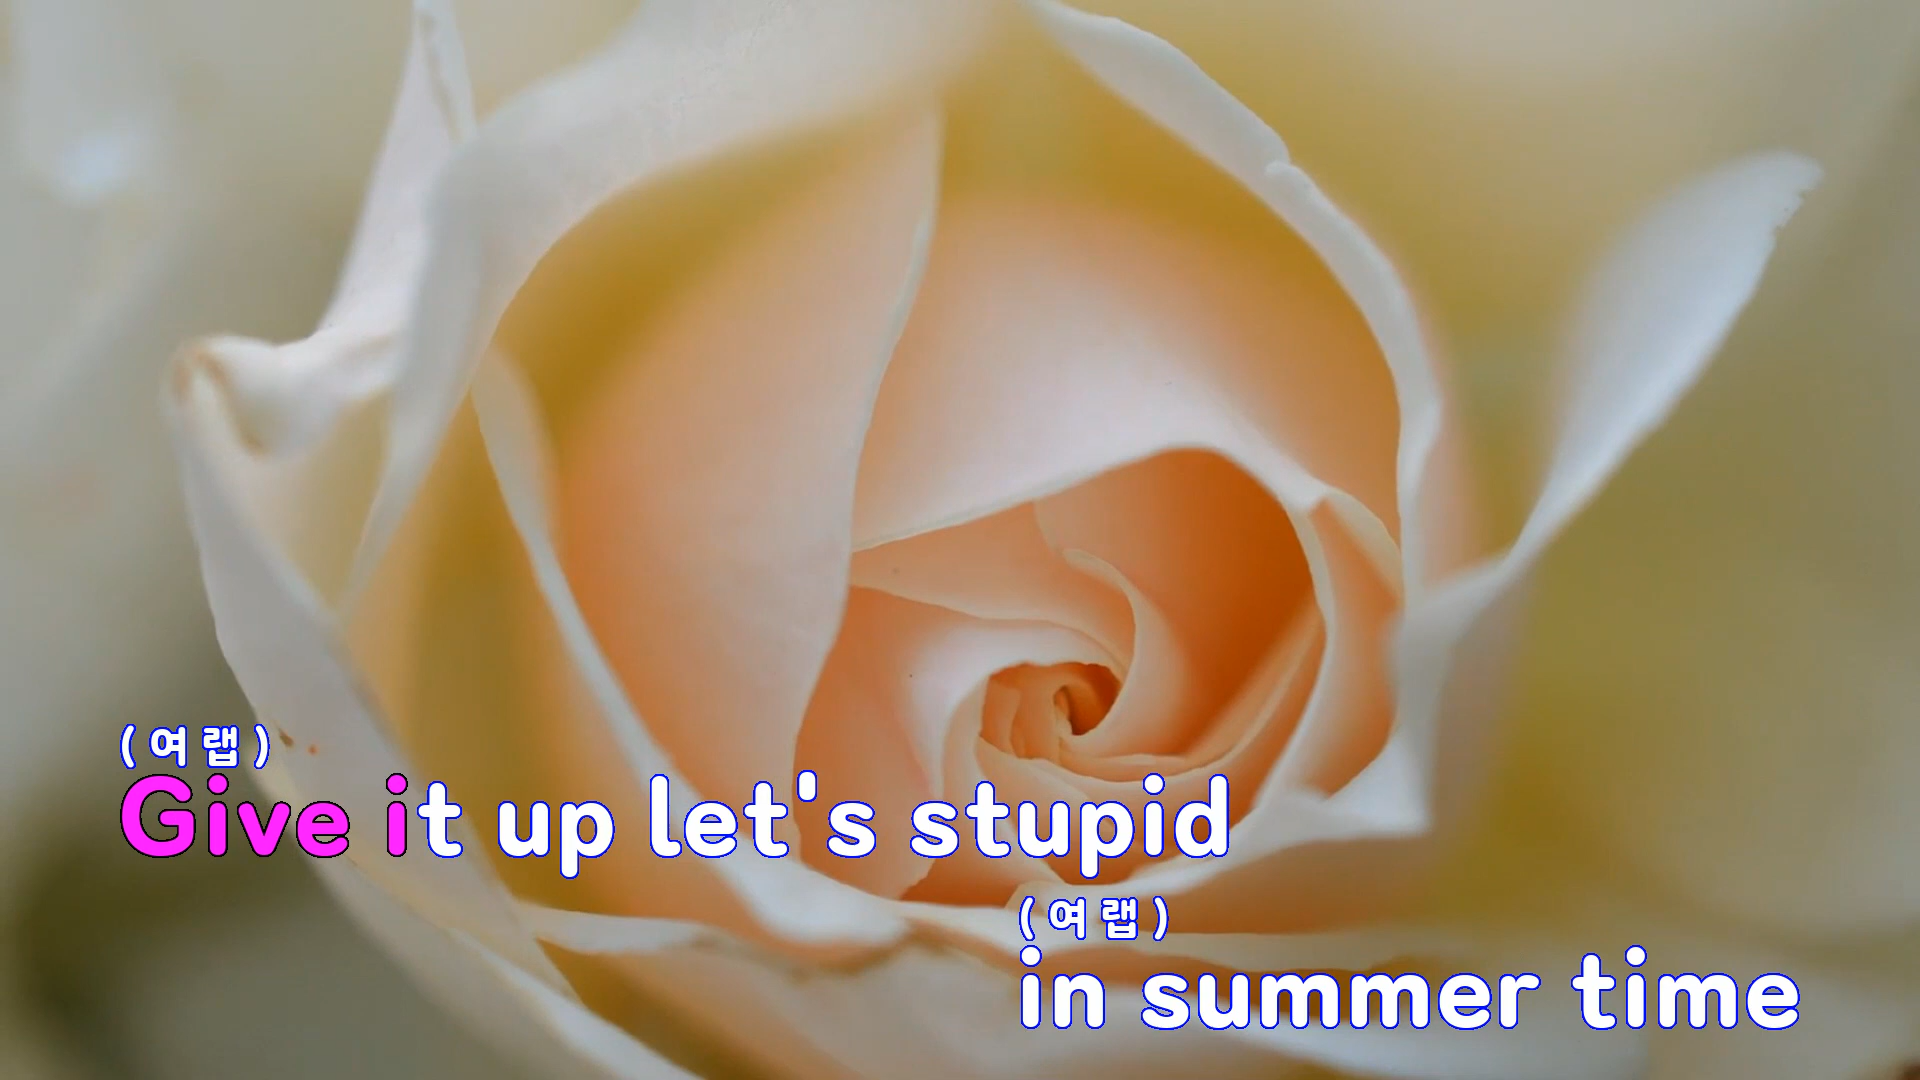 (여랩)
Give it up let's stupid
(여랩)
in summer time